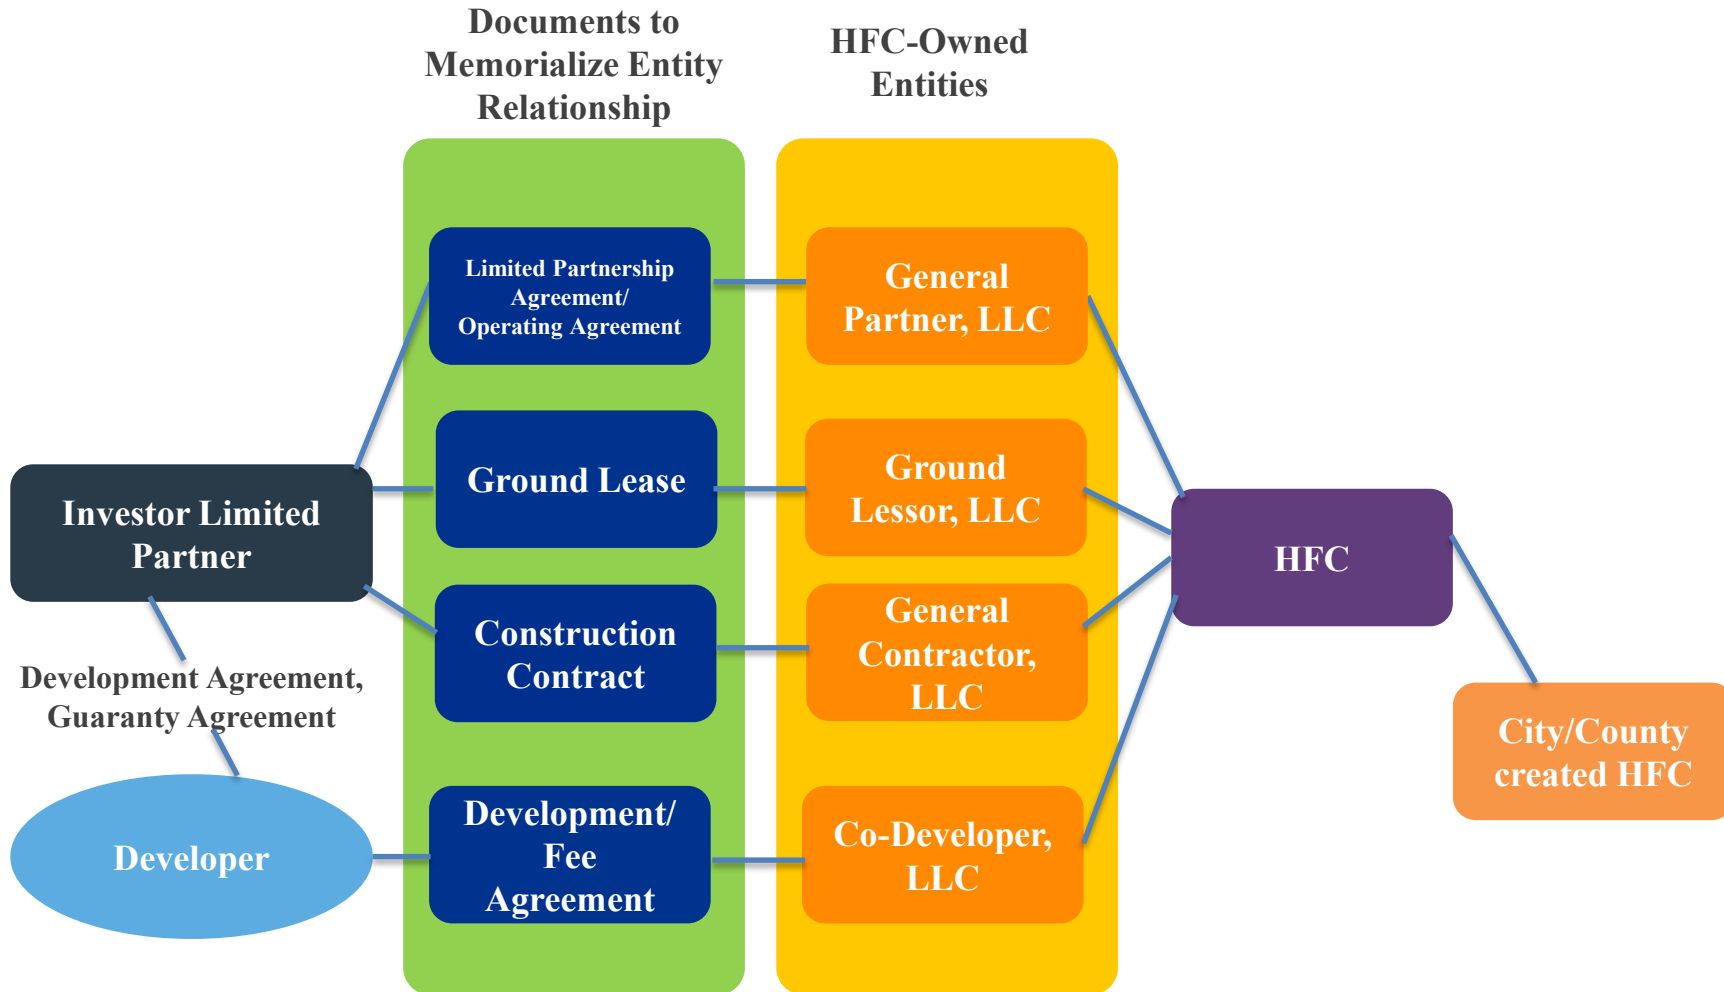 Documents to
Memorialize Entity
Relationship
HFC-Owned
Entities
Limited Partnership
Agreement/
Operating Agreement
General
Partner, LLC
Ground Lease
Ground
Lessor, LLC
Investor Limited
Partner
HFC
Construction
Contract
General
Contractor,
LLC
Development Agreement,
Guaranty Agreement
City/County
created HFC
Developer
Development/
Fee
Agreement
Co-Developer,
LLC